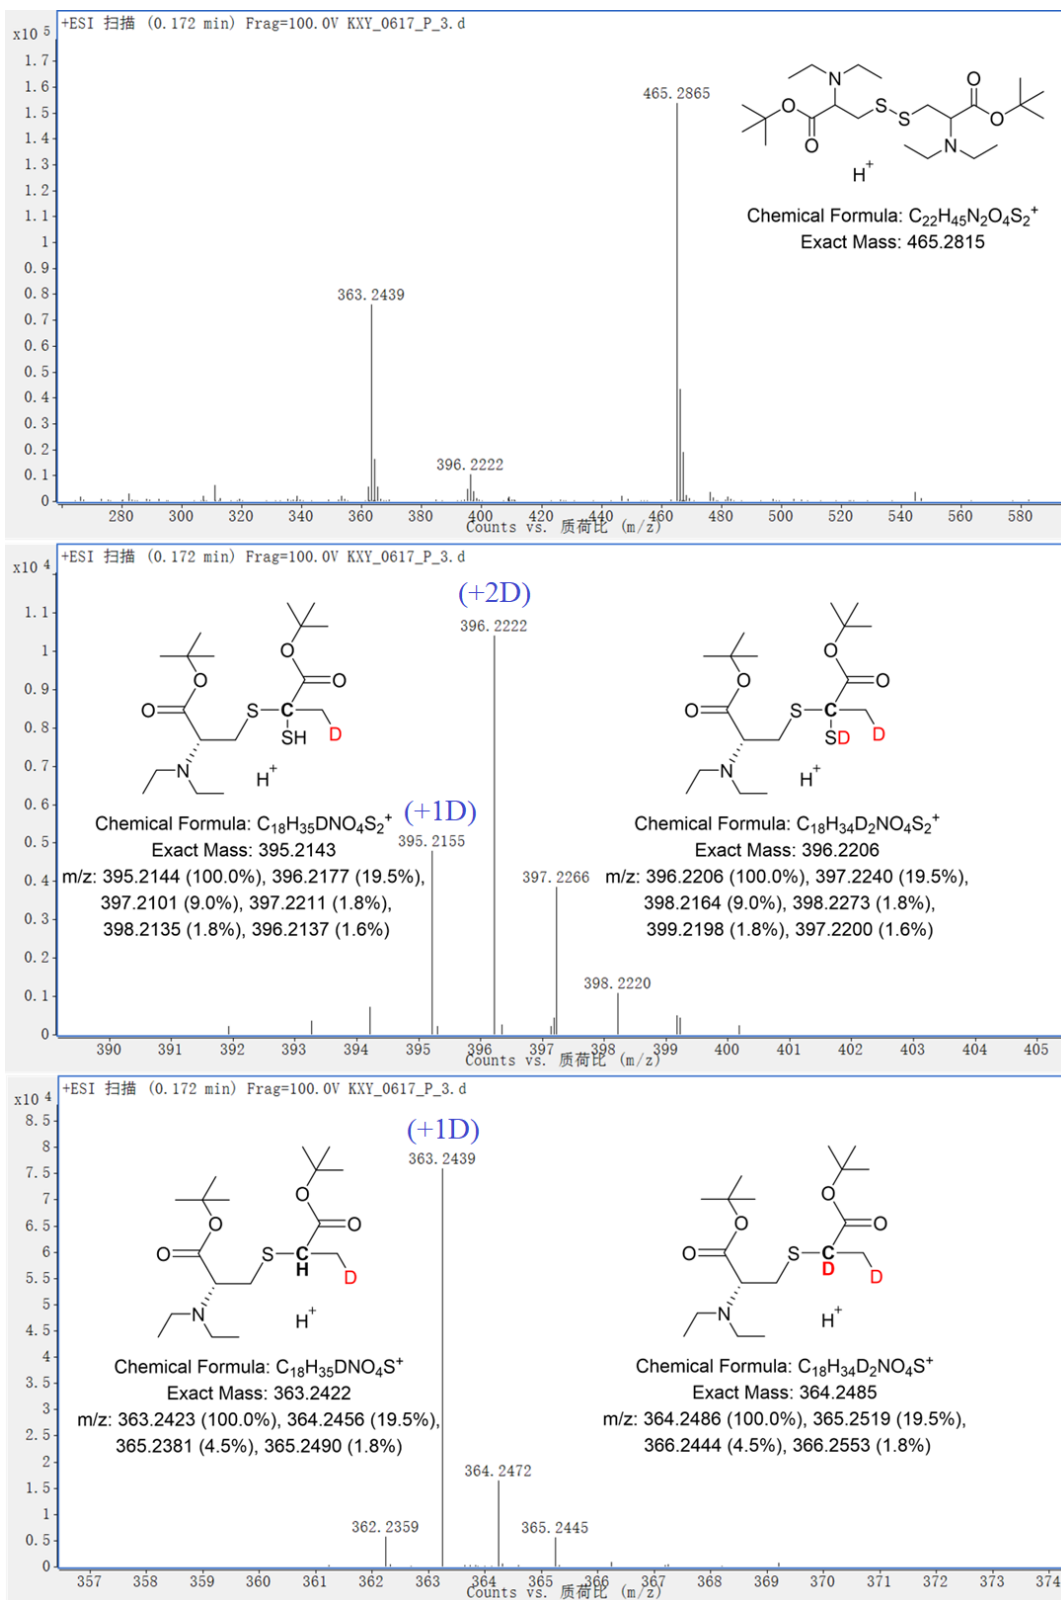 +ESI 扫描 (0.172 min) Frag=100.0V KXY_0617_P_3.d
x10 5
1.7
1.6
1.5
1.4
1.3
1.2
1.1
1
0.9
0.8
0.7
0.6
0.5
0.4
0.3
0.2
0.1
0
465.2865
363.2439
396.2222
N
O
S
S
O
O
O
N
H+
Chemical Formula: C22H45N2O4S2+
Exact Mass: 465.2815
280 300 320 340 360 380 400 420 440 460 480 500 520 540 560 580
Counts vs. 质荷比 (m/z)
+ESI 扫描 (0.172 min) Frag=100.0V KXY_0617_P_3.d
x10 4
1.1
0.9
0.8
0.7
0.6
0.5
0.4
0.3
0.2
0.1
0
(+2D)
396.2222
(+1D)
395.2155
397.2266
398.2220
O
O
O
O
S
C
SH
D
N
H+
Chemical Formula: C18H35DNO4S2+
Exact Mass: 395.2143
m/z: 395.2144 (100.0%), 396.2177 (19.5%),
397.2101 (9.0%), 397.2211 (1.8%),
398.2135 (1.8%), 396.2137 (1.6%)
O
O
O
O
S
C
SD
D
N
H+
Chemical Formula: C18H34D2NO4S2+
Exact Mass: 396.2206
m/z: 396.2206 (100.0%), 397.2240 (19.5%),
398.2164 (9.0%), 398.2273 (1.8%),
399.2198 (1.8%), 397.2200 (1.6%)
390 391 392 393 394 395 396 397 398 399 400 401 402 403 404 405
Counts vs. 质荷比 (m/z)
+ESI 扫描 (0.172 min) Frag=100.0V KXY_0617_P_3.d
x10 4
8.5
8
7.5
7
6.5
6
5.5
5
4.5
4
3.5
3
2.5
2
1.5
1
0.5
0
(+1D)
363.2439
364.2472
362.2359
365.2445
O
O
O
O
S
C
H
D
N
H+
Chemical Formula: C18H35DNO4S+
Exact Mass: 363.2422
m/z: 363.2423 (100.0%), 364.2456 (19.5%),
365.2381 (4.5%), 365.2490 (1.8%)
O
O
O
O
S
C
D
D
N
H+
Chemical Formula: C18H34D2NO4S+
Exact Mass: 364.2485
m/z: 364.2486 (100.0%), 365.2519 (19.5%),
366.2444 (4.5%), 366.2553 (1.8%)
357 358 359 360 361 362 363 364 365 366 367 368 369 370 371 372 373 374
Counts vs. 质荷比 (m/z)